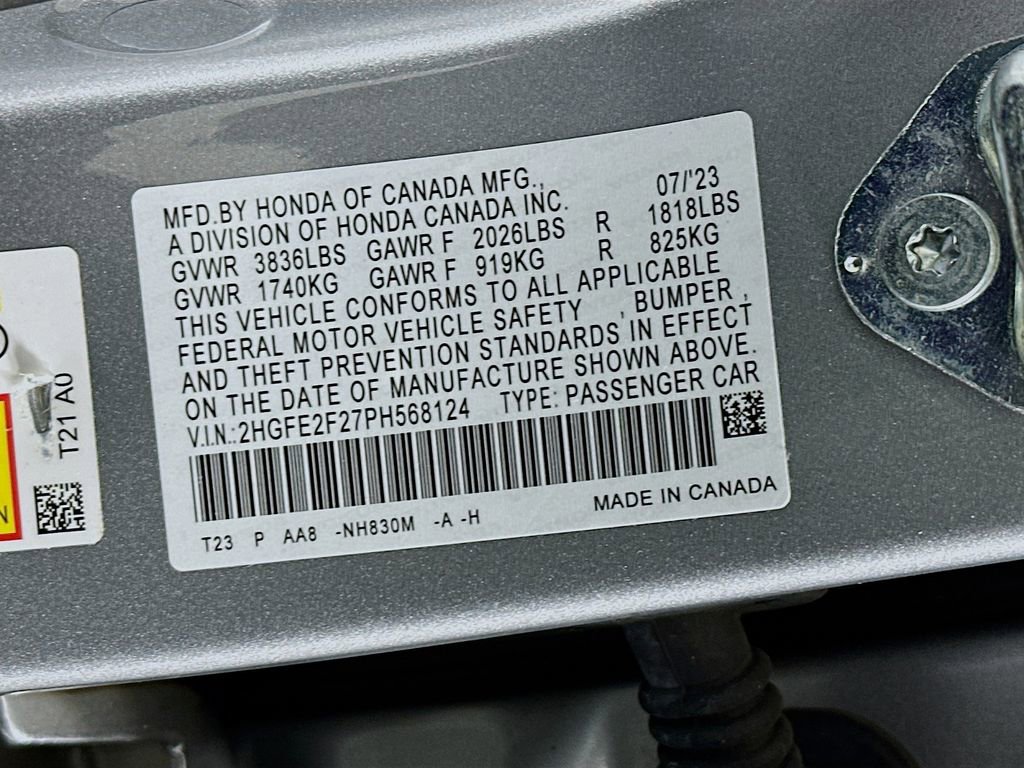 MFD.BY HONDA OF CANADA MFG., 07/'23
A DIVISION OF HONDA CANADA INC.
GVWR 3836LBS GAWR F 2026LBS R 1818LBS
GVWR 1740KG GAWR F 919KG R 825KG
THIS VEHICLE CONFORMS TO ALL APPLICABLE
FEDERAL MOTOR VEHICLE SAFETY , BUMPER ,
AND THEFT PREVENTION STANDARDS IN EFFECT
ON THE DATE OF MANUFACTURE SHOWN ABOVE.
V.I.N.:2HGFE2F27PH568124 TYPE: PASSENGER CAR
MADE IN CANADA
T23 P AA8 -NH830M -A -H
T21 A0